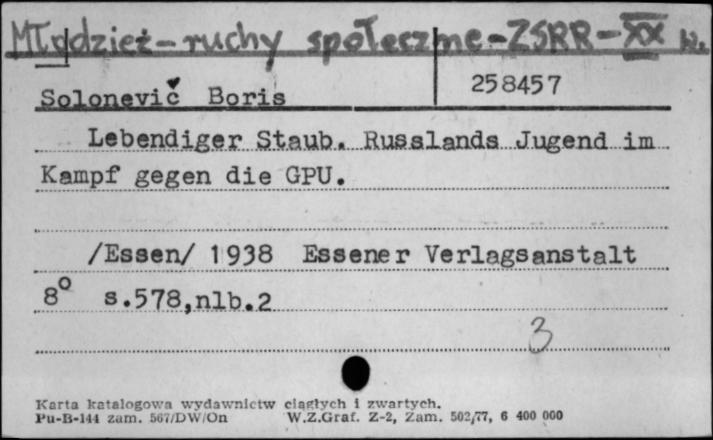 Młodzież-ruchy społeczne-ZSRR-XX w.
Solonevič Boris 258457
Lebendiger Staub. Russlands Jugend im
Kampf gegen die GPU.
/Essen/ 1938 Essener Verlagsanstalt
8° s.578,nlb.2
3
Karta katalogowa wydawnictw ciągłych i zwartych.
Pu-B-144 zam. 567/DW/On W.Z.Graf. Z-2, Zam. 502/77, 6 400 000